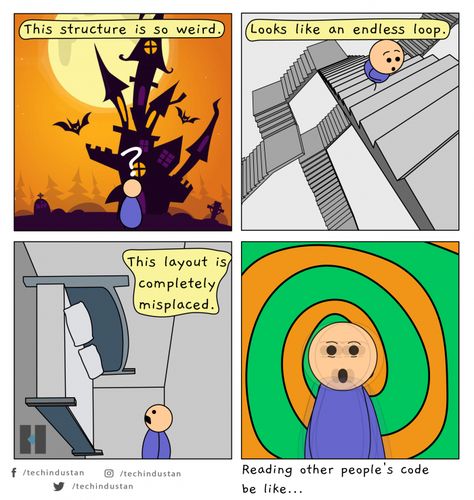 This structure is so weird.
Looks like an endless loop.
?
This layout is
completely
misplaced.
/techindustan
/techindustan
/techindustan
Reading other people's code
be like...